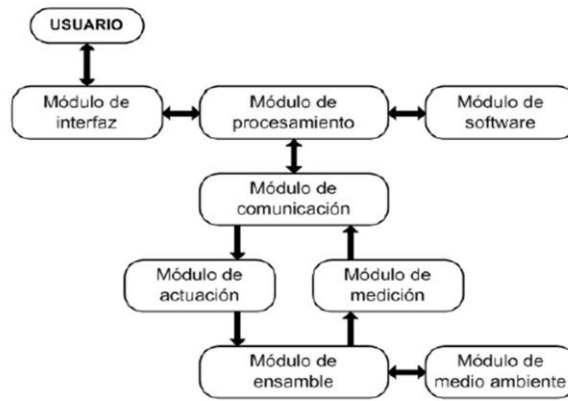 USUARIO
Módulo de
interfaz
Módulo de
procesamiento
Módulo de
software
Módulo de
comunicación
Módulo de
actuación
Módulo de
medición
Módulo de
ensamble
Módulo de
medio ambiente